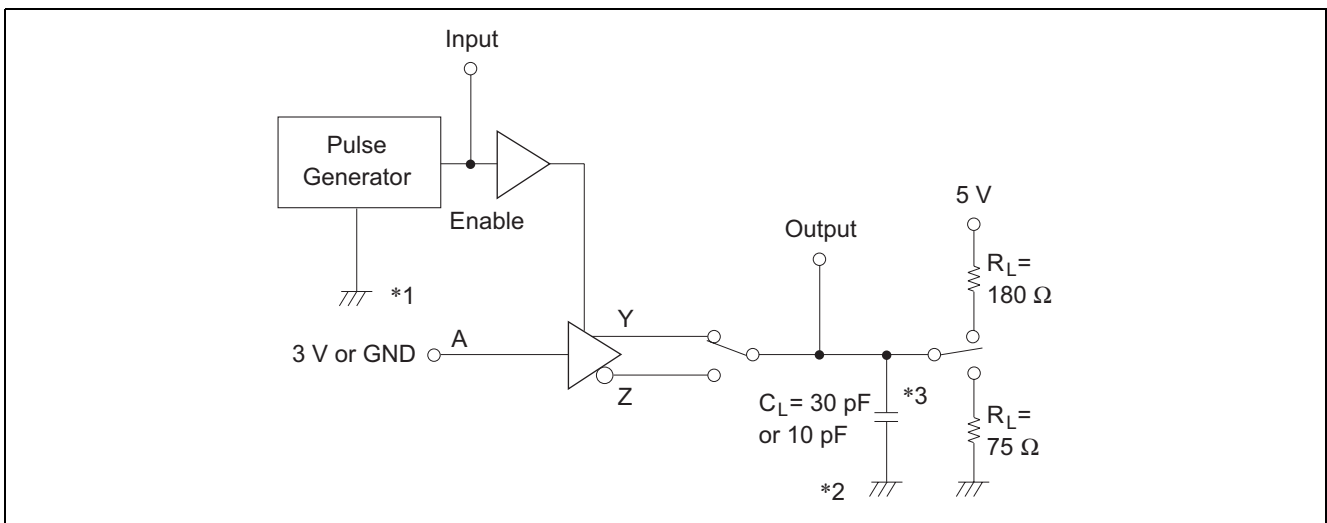 Input
Pulse
Generator
Enable
*1
3 V or GND
A
Y
Z
Output
5 V
R_L=
180 Ω
C_L= 30 pF
or 10 pF
*3
*2
R_L=
75 Ω